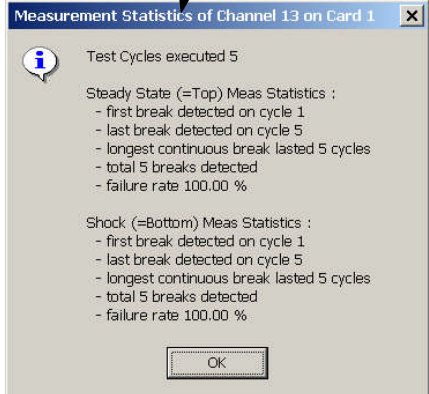 Measurement Statistics of Channel 13 on Card 1
Test Cycles executed 5
Steady State (=Top) Meas Statistics :
- first break detected on cycle 1
- last break detected on cycle 5
- longest continuous break lasted 5 cycles
- total 5 breaks detected
- failure rate 100.00 %
Shock (=Bottom) Meas Statistics :
- first break detected on cycle 1
- last break detected on cycle 5
- longest continuous break lasted 5 cycles
- total 5 breaks detected
- failure rate 100.00 %
OK